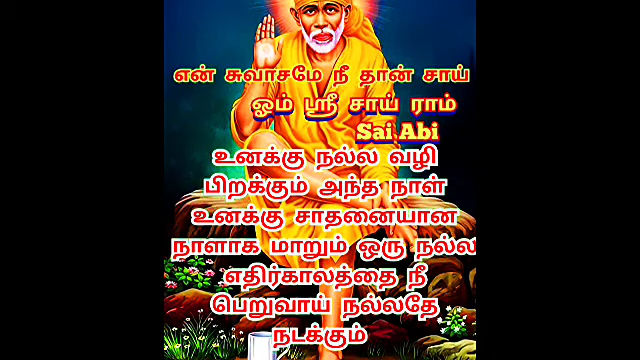 என் சுவாசமே நீ தான் சாய்
ஓம் ஸ்ரீ சாய் ராம்
Sai Abi
உனக்கு நல்ல வழி
பிறக்கும் அந்த நாள்
உனக்கு சாதனையான
நாளாக மாறும் ஒரு நல்ல
எதிர்காலத்தை நீ
பெறுவாய் நல்லதே
நடக்கும்